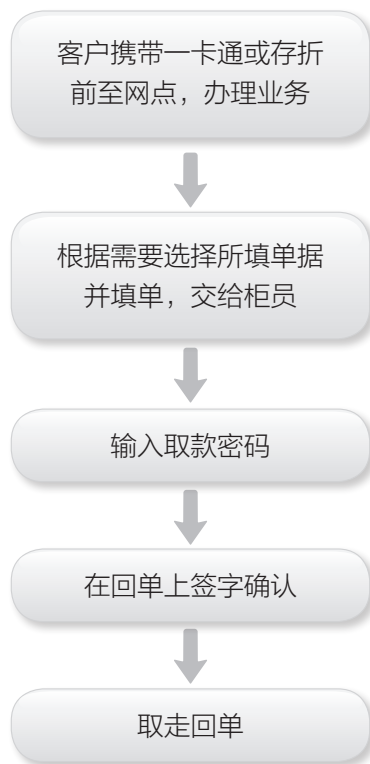 客户携带一卡通或存折
前至网点，办理业务
根据需要选择所填单据
并填单，交给柜员
输入取款密码
在回单上签字确认
取走回单